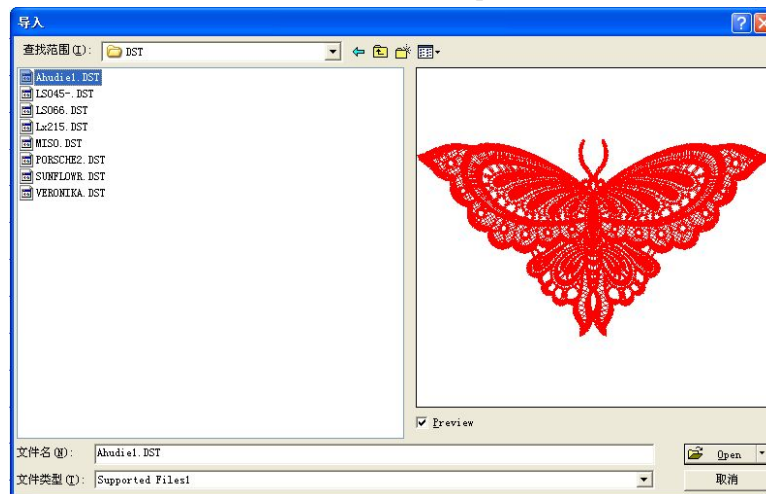 导入
查找范围(I): DST
Ahudie1.DST
LS045-.DST
LS066.DST
Lx215.DST
MISO.DST
PORSCHE2.DST
SUNFLOWR.DST
VERONIKA.DST
Preview
文件名(N): Ahudie1.DST Open
文件类型(T): Supported Files1 取消